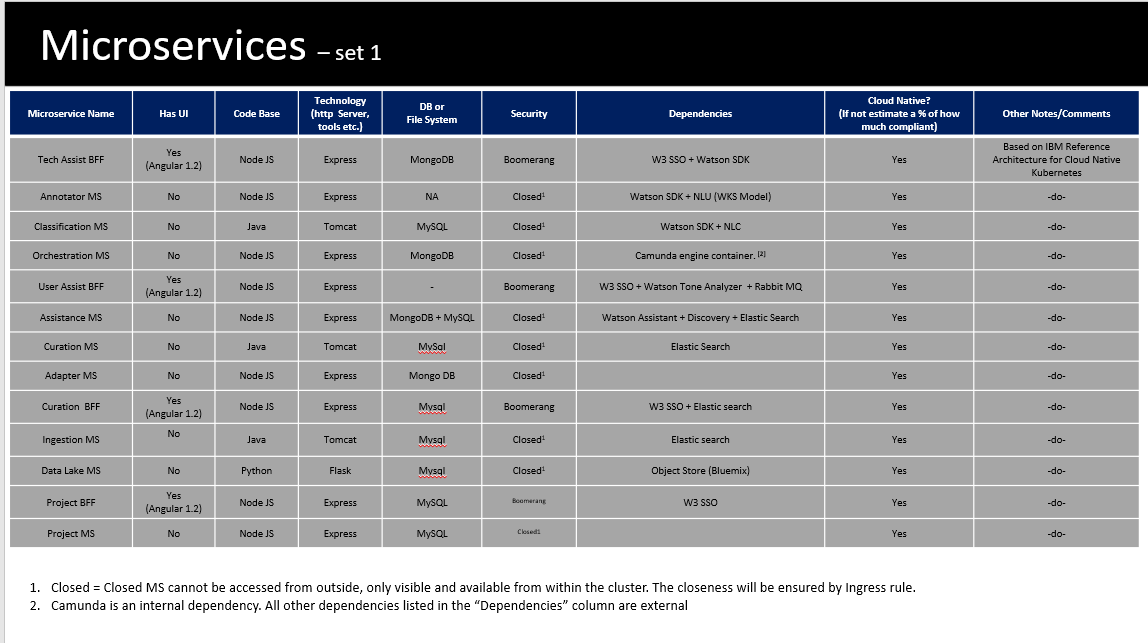 Microservices – set 1
Microservice Name Has UI Code Base Technology (http Server, tools etc.) DB or File System Security Dependencies Cloud Native? (If not estimate a % of how much compliant) Other Notes/Comments
Tech Assist BFF Yes (Angular 1.2) Node JS Express MongoDB Boomerang W3 SSO + Watson SDK Yes Based on IBM Reference Architecture for Cloud Native Kubernetes
Annotator MS No Node JS Express NA Closed¹ Watson SDK + NLU (WKS Model) Yes -do-
Classification MS No Java Tomcat MySQL Closed¹ Watson SDK + NLC Yes -do-
Orchestration MS No Node JS Express MongoDB Closed¹ Camunda engine container. [2] Yes -do-
User Assist BFF Yes (Angular 1.2) Node JS Express - Boomerang W3 SSO + Watson Tone Analyzer + Rabbit MQ Yes -do-
Assistance MS No Node JS Express MongoDB + MySQL Closed¹ Watson Assistant + Discovery + Elastic Search Yes -do-
Curation MS No Java Tomcat MySql Closed¹ Elastic Search Yes -do-
Adapter MS No Node JS Express Mongo DB Closed¹ Yes -do-
Curation BFF Yes (Angular 1.2) Node JS Express Mysql Boomerang W3 SSO + Elastic search Yes -do-
Ingestion MS No Java Tomcat Mysql Closed¹ Elastic search Yes -do-
Data Lake MS No Python Flask Mysql Closed¹ Object Store (Bluemix) Yes -do-
Project BFF Yes (Angular 1.2) Node JS Express MySQL Boomerang W3 SSO Yes -do-
Project MS No Node JS Express MySQL Closed1 Yes -do-
1. Closed = Closed MS cannot be accessed from outside, only visible and available from within the cluster. The closeness will be ensured by Ingress rule.
2. Camunda is an internal dependency. All other dependencies listed in the “Dependencies” column are external